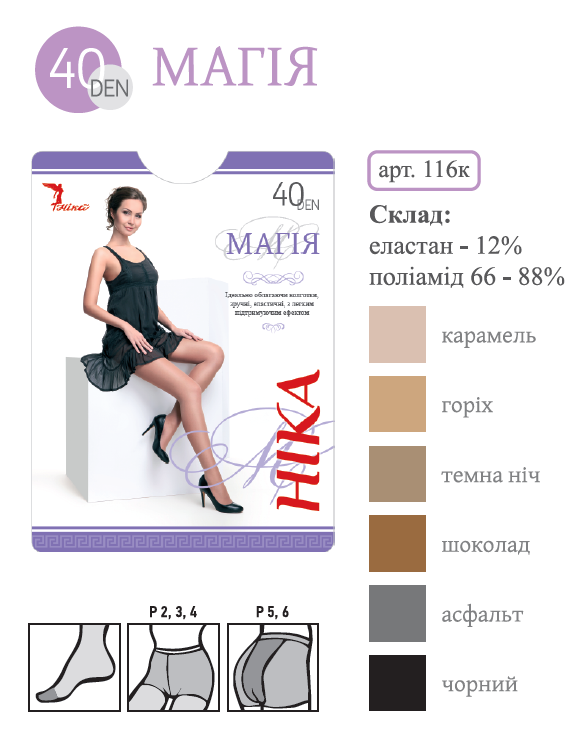 40
DEN
МАГІЯ
Ніка
40
DEN
МАГІЯ
Ідеально облягаючі колготки,
зручні, еластичні, з легким
підтримуючим ефектом
НІКА
арт. 116к
Склад:
еластан - 12%
поліамід 66 - 88%
карамель
горіх
темна ніч
шоколад
асфальт
чорний
Р 2, 3, 4
Р 5, 6